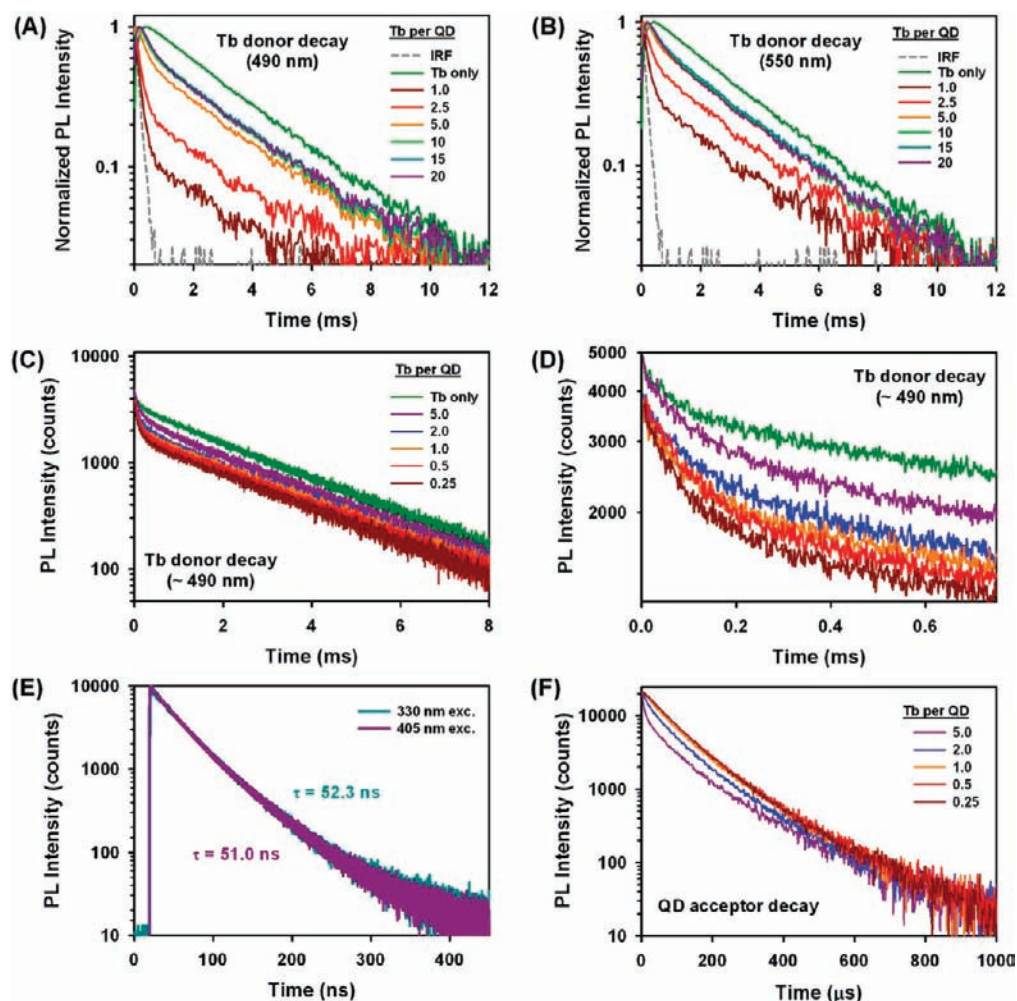 (A)
Tb donor decay
(490 nm)
Tb per QD
IRF
Tb only
1.0
2.5
5.0
10
15
20
Normalized PL Intensity
1
0.1
0 2 4 6 8 10 12
Time (ms)
(B)
Tb donor decay
(550 nm)
Tb per QD
IRF
Tb only
1.0
2.5
5.0
10
15
20
Normalized PL Intensity
1
0.1
0 2 4 6 8 10 12
Time (ms)
(C)
Tb per QD
Tb only
5.0
2.0
1.0
0.5
0.25
Tb donor decay
(~ 490 nm)
PL Intensity (counts)
10000
1000
100
0 2 4 6 8
Time (ms)
(D)
Tb donor decay
(~ 490 nm)
PL Intensity (counts)
5000
4000
3000
2000
0.0 0.2 0.4 0.6
Time (ms)
(E)
330 nm exc.
405 nm exc.
τ = 52.3 ns
τ = 51.0 ns
PL Intensity (counts)
10000
1000
100
10
0 100 200 300 400
Time (ns)
(F)
Tb per QD
5.0
2.0
1.0
0.5
0.25
QD acceptor decay
PL Intensity (counts)
10000
1000
100
10
0 200 400 600 800 1000
Time (μs)